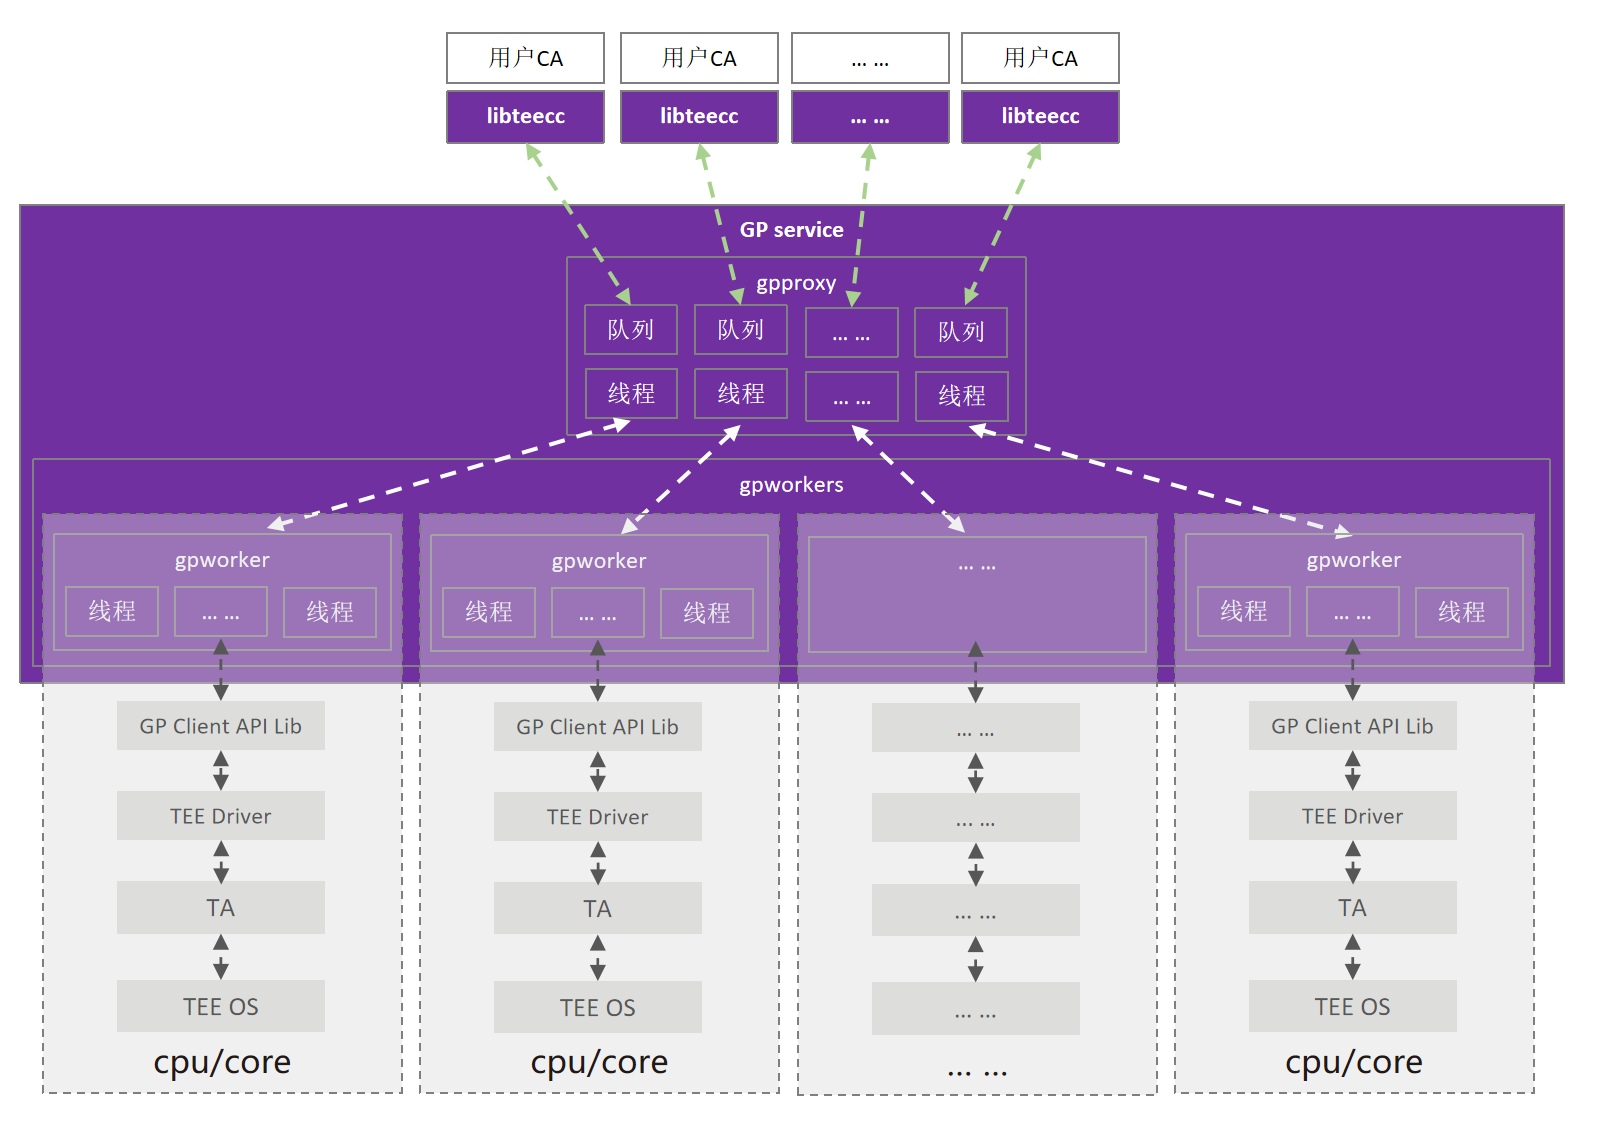 用户CA
用户CA
... ...
用户CA
libteecc
libteecc
... ...
libteecc
GP service
gpproxy
队列
队列
... ...
队列
线程
线程
... ...
线程
gpworkers
gpworker
gpworker
... ...
gpworker
线程
... ...
线程
线程
... ...
线程
线程
... ...
线程
GP Client API Lib
GP Client API Lib
... ...
GP Client API Lib
TEE Driver
TEE Driver
... ...
TEE Driver
TA
TA
... ...
TA
TEE OS
TEE OS
... ...
TEE OS
cpu/core
cpu/core
... ...
cpu/core